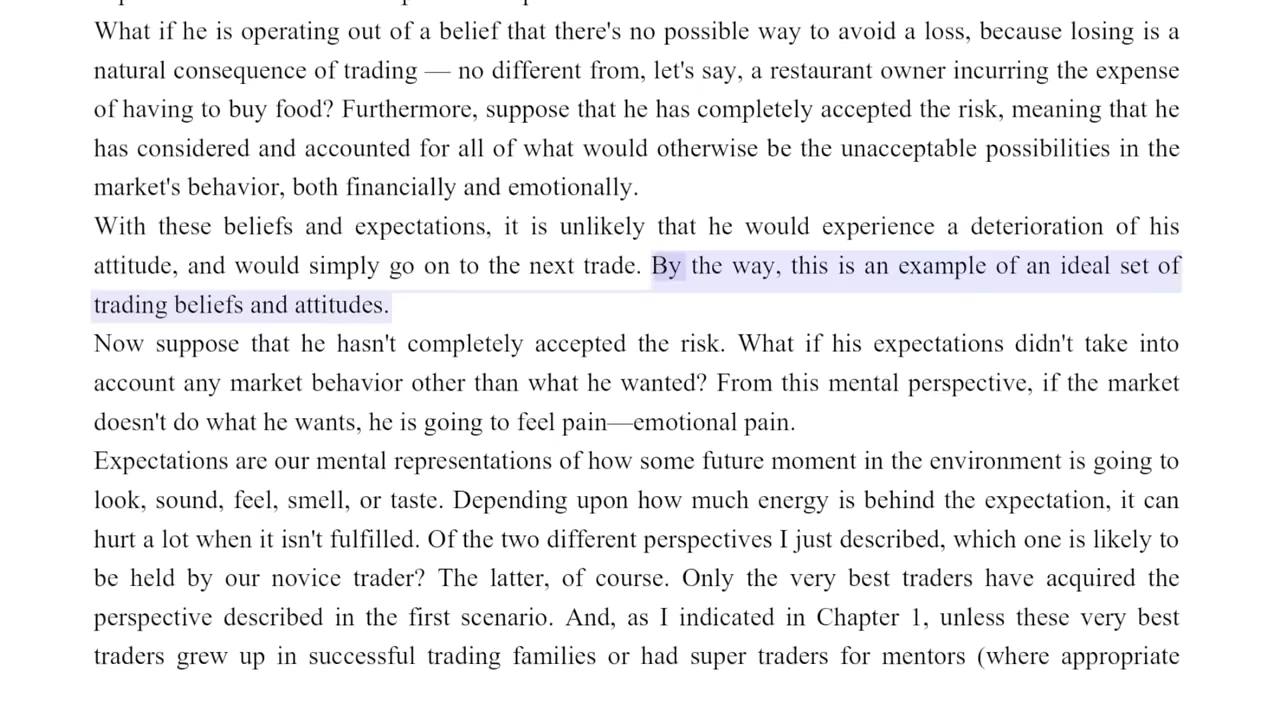 What if he is operating out of a belief that there's no possible way to avoid a loss, because losing is a
natural consequence of trading — no different from, let's say, a restaurant owner incurring the expense
of having to buy food? Furthermore, suppose that he has completely accepted the risk, meaning that he
has considered and accounted for all of what would otherwise be the unacceptable possibilities in the
market's behavior, both financially and emotionally.
With these beliefs and expectations, it is unlikely that he would experience a deterioration of his
attitude, and would simply go on to the next trade. By the way, this is an example of an ideal set of
trading beliefs and attitudes.
Now suppose that he hasn't completely accepted the risk. What if his expectations didn't take into
account any market behavior other than what he wanted? From this mental perspective, if the market
doesn't do what he wants, he is going to feel pain—emotional pain.
Expectations are our mental representations of how some future moment in the environment is going to
look, sound, feel, smell, or taste. Depending upon how much energy is behind the expectation, it can
hurt a lot when it isn't fulfilled. Of the two different perspectives I just described, which one is likely to
be held by our novice trader? The latter, of course. Only the very best traders have acquired the
perspective described in the first scenario. And, as I indicated in Chapter 1, unless these very best
traders grew up in successful trading families or had super traders for mentors (where appropriate